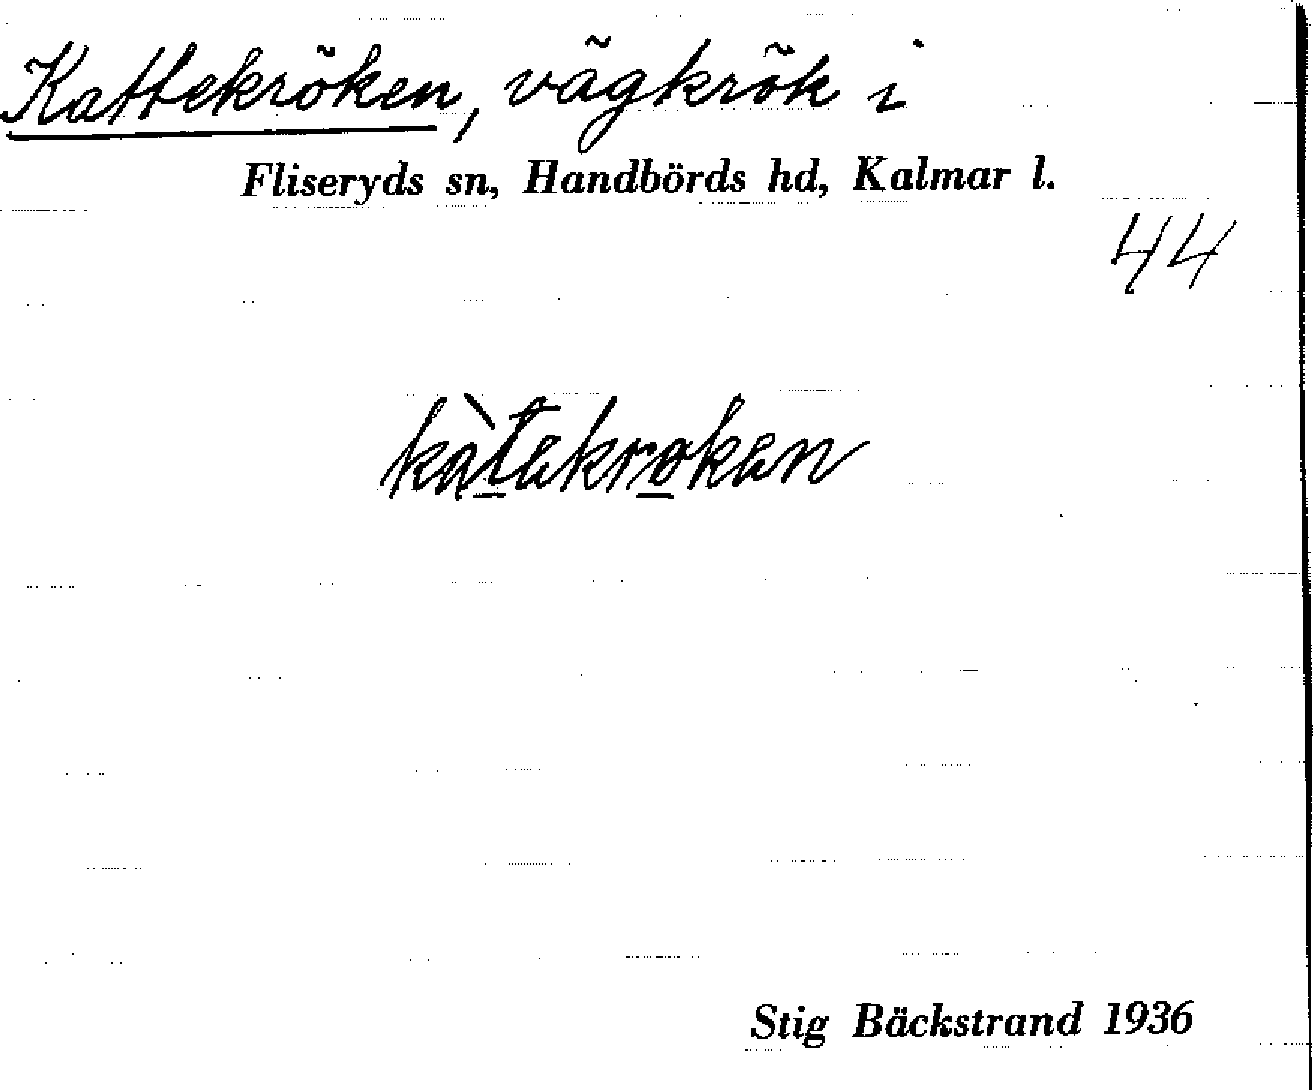 Kattekröken, vägkrök i
Fliseryds sn, Handbörds hd, Kalmar l.
44
kàtekroken
Stig Bäckstrand 1936